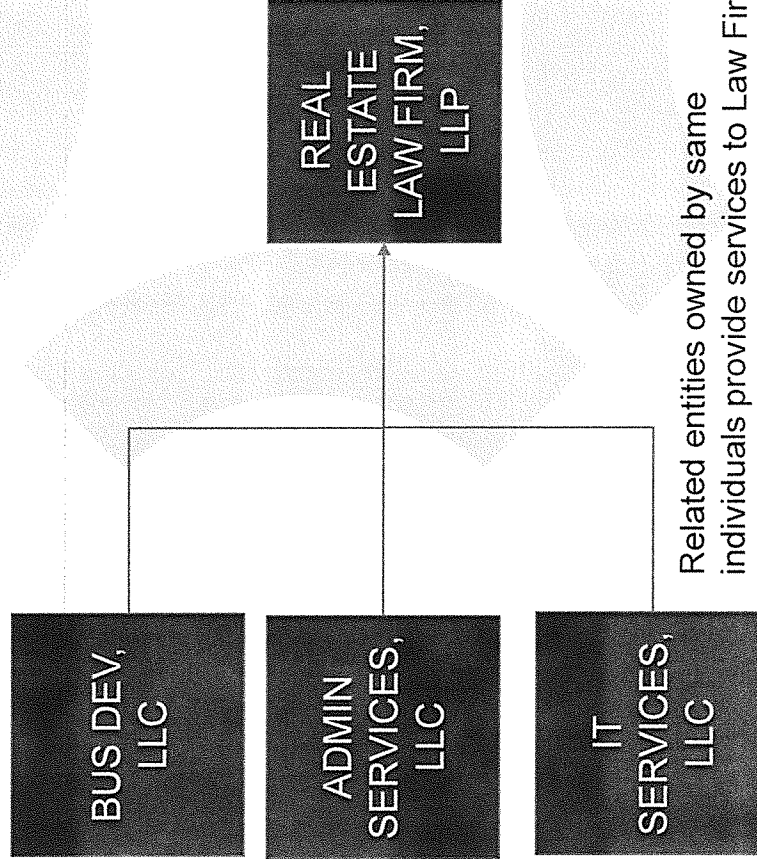 BUS DEV,
LLC
ADMIN
SERVICES,
LLC
IT
SERVICES,
LLC
REAL
ESTATE
LAW FIRM,
LLP
Related entities owned by same
individuals provide services to Law